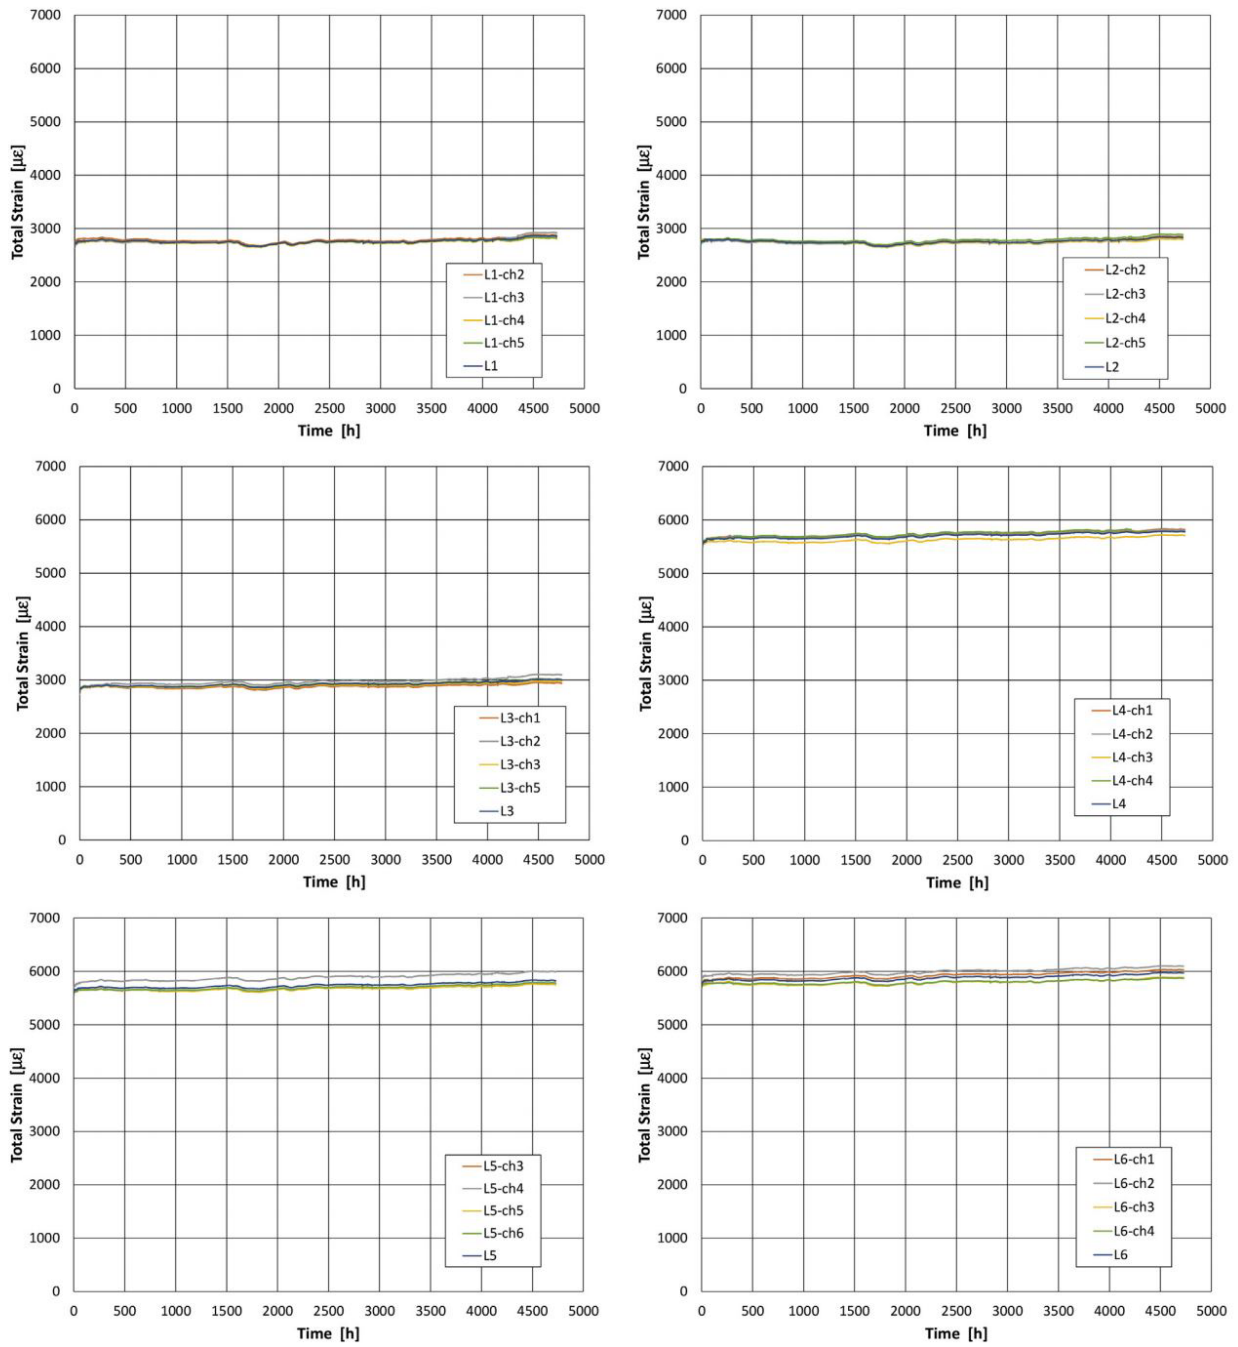 7000
6000
5000
4000
3000
2000
1000
0
Total Strain [με]
L1-ch2
L1-ch3
L1-ch4
L1-ch5
L1
0 500 1000 1500 2000 2500 3000 3500 4000 4500 5000
Time [h]
7000
6000
5000
4000
3000
2000
1000
0
Total Strain [με]
L2-ch2
L2-ch3
L2-ch4
L2-ch5
L2
0 500 1000 1500 2000 2500 3000 3500 4000 4500 5000
Time [h]
7000
6000
5000
4000
3000
2000
1000
0
Total Strain [με]
L3-ch1
L3-ch2
L3-ch3
L3-ch5
L3
0 500 1000 1500 2000 2500 3000 3500 4000 4500 5000
Time [h]
7000
6000
5000
4000
3000
2000
1000
0
Total Strain [με]
L4-ch1
L4-ch2
L4-ch3
L4-ch4
L4
0 500 1000 1500 2000 2500 3000 3500 4000 4500 5000
Time [h]
7000
6000
5000
4000
3000
2000
1000
0
Total Strain [με]
L5-ch3
L5-ch4
L5-ch5
L5-ch6
L5
0 500 1000 1500 2000 2500 3000 3500 4000 4500 5000
Time [h]
7000
6000
5000
4000
3000
2000
1000
0
Total Strain [με]
L6-ch1
L6-ch2
L6-ch3
L6-ch4
L6
0 500 1000 1500 2000 2500 3000 3500 4000 4500 5000
Time [h]